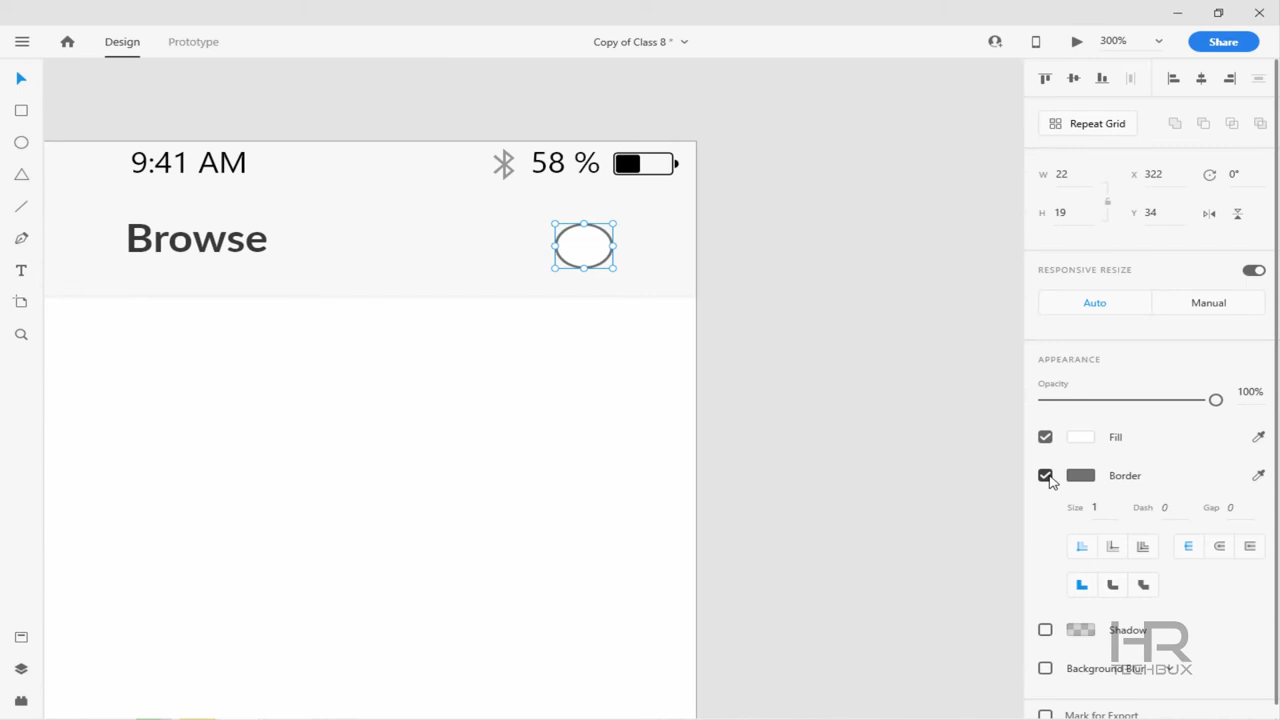 Design Prototype Copy of Class 8 * 300% Share
Repeat Grid
9:41 AM 58 %
W 22 X 322 0°
H 19 Y 34
Browse
RESPONSIVE RESIZE
Auto Manual
APPEARANCE
Opacity
100%
Fill
Border
Size 1 Dash 0 Gap 0
Shadow
HR
TECHBUX
Background Blur
Mark for Export